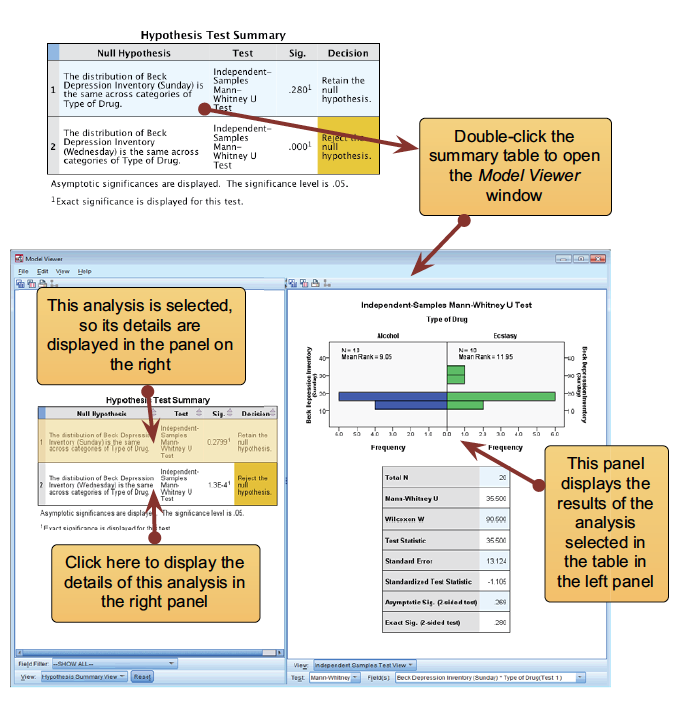 Hypothesis Test Summary
Null Hypothesis Test Sig. Decision
1 The distribution of Beck Depression Inventory (Sunday) is the same across categories of Type of Drug. Independent-Samples Mann-Whitney U Test .280¹ Retain the null hypothesis.
2 The distribution of Beck Depression Inventory (Wednesday) is the same across categories of Type of Drug. Independent-Samples Mann-Whitney U Test .000¹ Reject the null hypothesis.
Asymptotic significances are displayed. The significance level is .05.
¹Exact significance is displayed for this test.
Double-click the
summary table to open
the Model Viewer
window
Model Viewer
File Edit View Help
This analysis is selected,
so its details are
displayed in the panel on
the right
Hypothesis Test Summary
Null Hypothesis Test Sig. Decision
1 The distribution of Beck Depression Inventory (Sunday) is the same across categories of Type of Drug. Independent-Samples Mann-Whitney U Test 0.2799¹ Retain the null hypothesis.
2 The distribution of Beck Depression Inventory (Wednesday) is the same across categories of Type of Drug. Independent-Samples Mann-Whitney U Test 1.3E-4¹ Reject the null hypothesis.
Asymptotic significances are displayed. The significance level is .05.
¹Exact significance is displayed for this test.
Click here to display the
details of this analysis in
the right panel
Field Filter: --SHOW ALL--
View: Hypothesis Summary View Reset
Independent-Samples Mann-Whitney U Test
Type of Drug
Alcohol Ecstasy
N = 10 N = 10
Mean Rank = 9.05 Mean Rank = 11.95
Beck Depression Inventory (Sunday)
40 40
30 30
20 20
10 10
Beck Depression Inventory (Sunday)
6.0 5.0 4.0 3.0 2.0 1.0 0.0 1.0 2.0 3.0 4.0 5.0 6.0
Frequency Frequency
Total N 20
Mann-Whitney U 35.500
Wilcoxon W 90.500
Test Statistic 35.500
Standard Error 13.124
Standardized Test Statistic -1.105
Asymptotic Sig. (2-sided test) .269
Exact Sig. (2-sided test) .280
This panel
displays the
results of the
analysis
selected in
the table in
the left panel
View: Independent Samples Test View
Test: Mann-Whitney Field(s): Beck Depression Inventory (Sunday) * Type of Drug(Test 1)